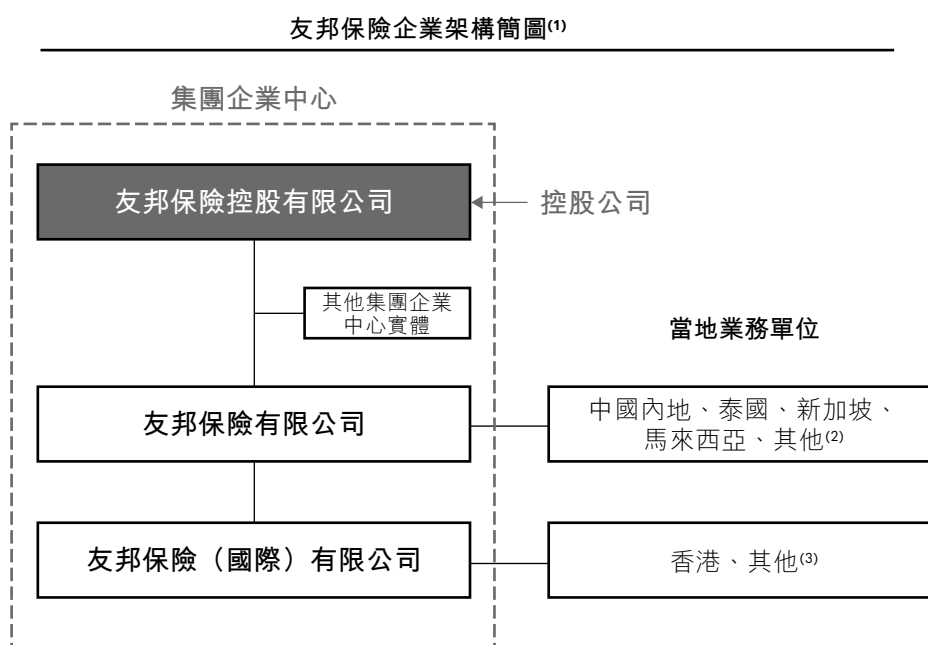 友邦保險企業架構簡圖⁽¹⁾
集團企業中心
友邦保險控股有限公司
控股公司
其他集團企業
中心實體
當地業務單位
友邦保險有限公司
中國內地、泰國、新加坡、
馬來西亞、其他⁽²⁾
友邦保險（國際）有限公司
香港、其他⁽³⁾